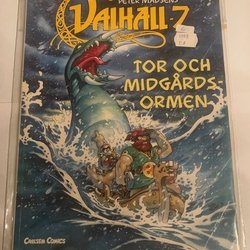 PETER MADSENS
VALHALL 7
TOR OCH
MIDGÅRDS-
ORMEN
CARLSEN COMICS